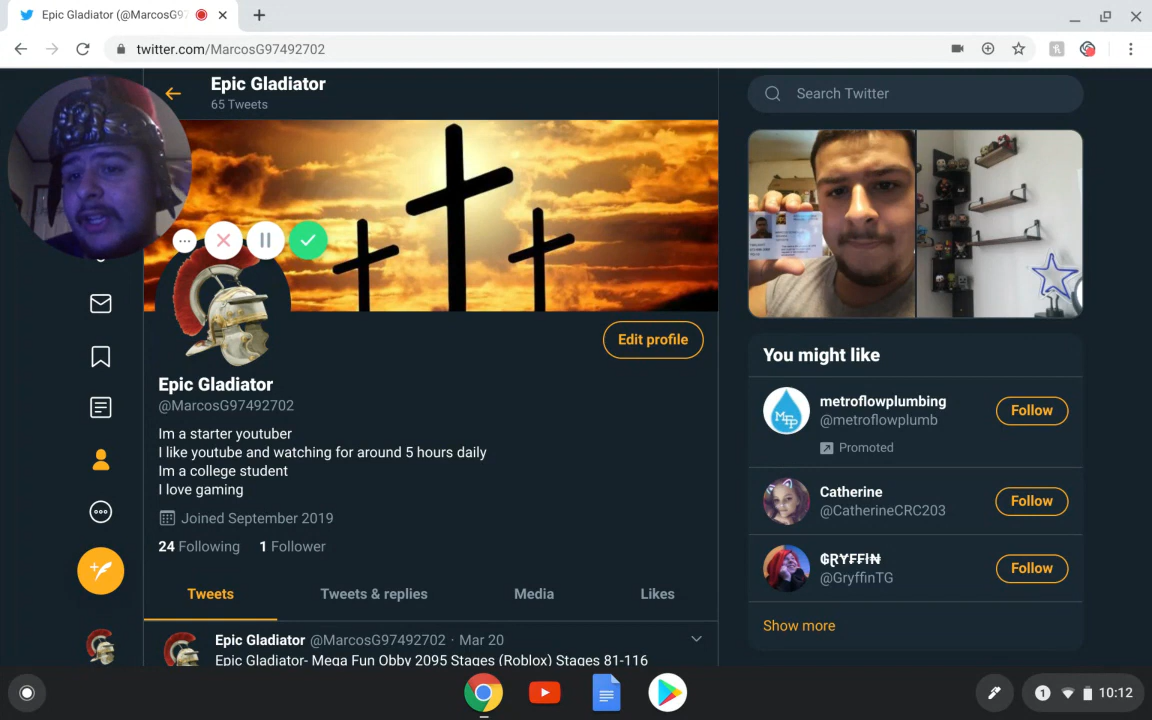 Epic Gladiator (@MarcosG97
twitter.com/MarcosG97492702
Epic Gladiator
65 Tweets
Search Twitter
Edit profile
Epic Gladiator
@MarcosG97492702
Im a starter youtuber
I like youtube and watching for around 5 hours daily
Im a college student
I love gaming
Joined September 2019
24 Following 1 Follower
Tweets Tweets & replies Media Likes
Epic Gladiator @MarcosG97492702 · Mar 20
Epic Gladiator- Mega Fun Obby 2095 Stages (Roblox) Stages 81-116
You might like
metroflowplumbing
@metroflowplumb
Follow
Promoted
MFP
Catherine
@CatherineCRC203
Follow
₲ⱤɎ₣₣ł₦
@GryffinTG
Follow
Show more
1 10:12